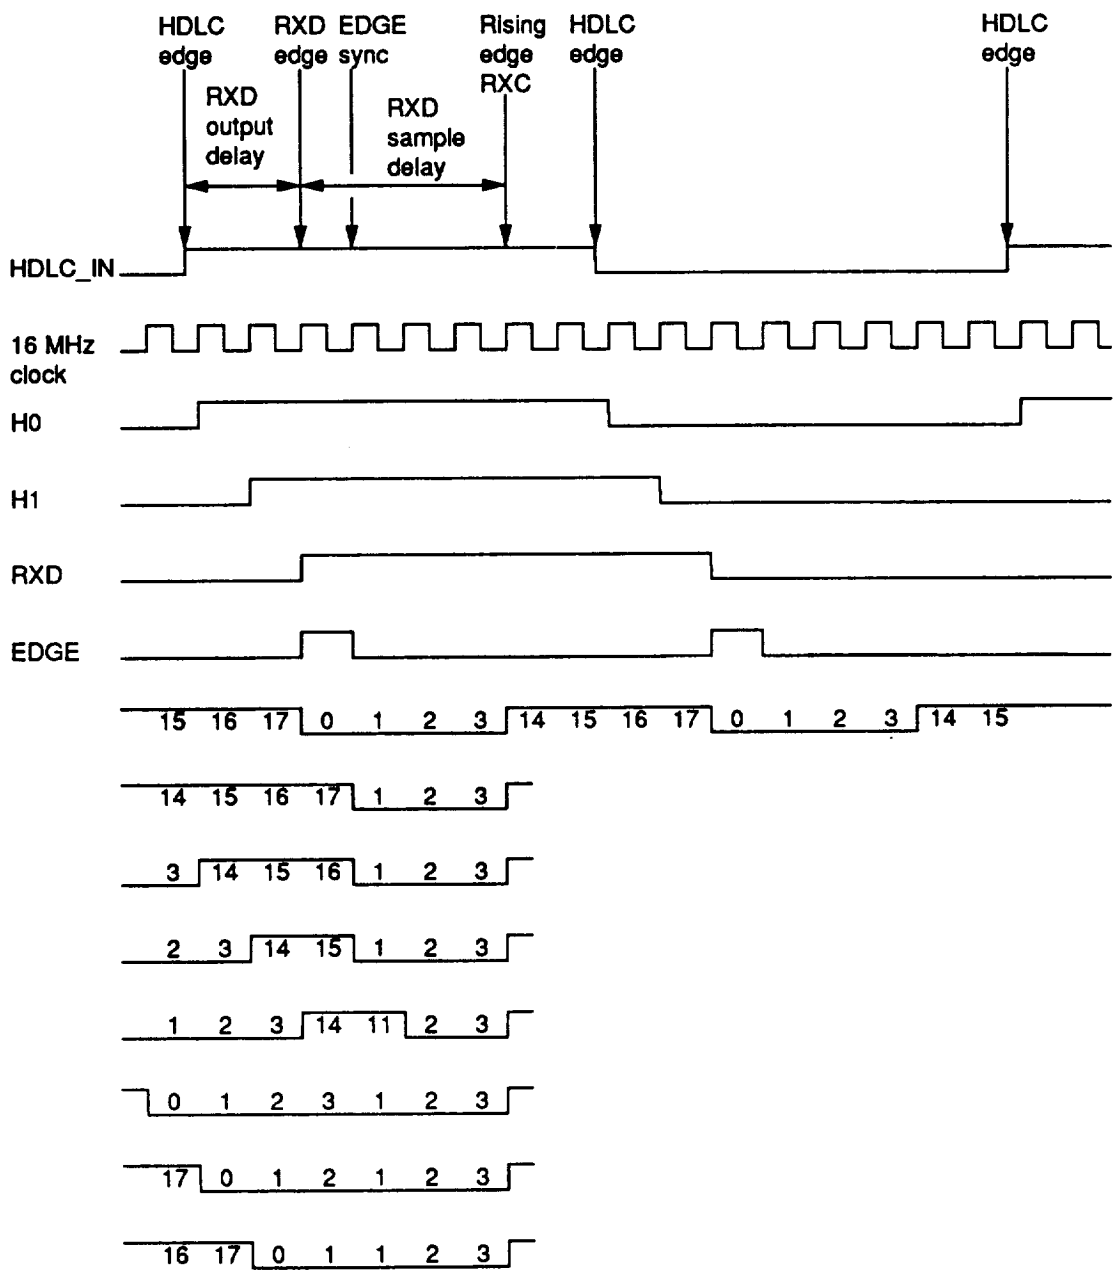 HDLC edge
RXD edge
EDGE sync
Rising edge RXC
HDLC edge
HDLC edge
RXD output delay
RXD sample delay
HDLC_IN
16 MHz clock
H0
H1
RXD
EDGE
15 16 17 0 1 2 3 14 15 16 17 0 1 2 3 14 15
14 15 16 17 1 2 3
3 14 15 16 1 2 3
2 3 14 15 1 2 3
1 2 3 14 11 2 3
0 1 2 3 1 2 3
17 0 1 2 1 2 3
16 17 0 1 1 2 3